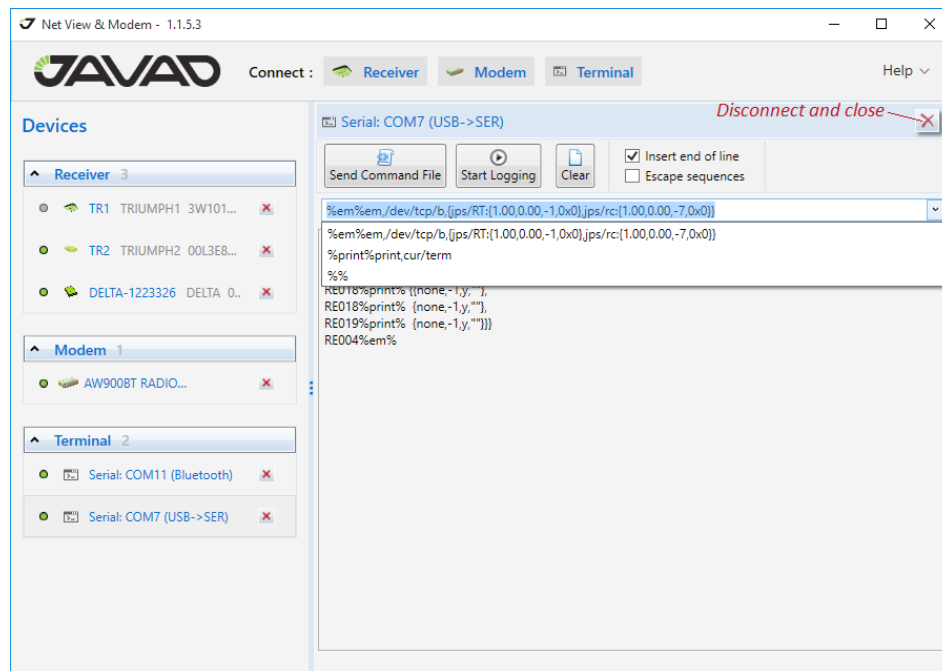 Net View & Modem - 1.1.5.3
JAVAD Connect : Receiver Modem Terminal Help
Devices
Serial: COM7 (USB->SER) Disconnect and close
Send Command File Start Logging Clear
Insert end of line
Escape sequences
Receiver 3
TR1 TRIUMPH1 3W101...
TR2 TRIUMPH2 00L3E8...
DELTA-1223326 DELTA 0..
Modem 1
AW900BT RADIO...
Terminal 2
Serial: COM11 (Bluetooth)
Serial: COM7 (USB->SER)
%em%em,/dev/tcp/b,{jps/RT:{1.00,0.00,-1,0x0},jps/rc:{1.00,0.00,-7,0x0}}
%em%em,/dev/tcp/b,{jps/RT:{1.00,0.00,-1,0x0},jps/rc:{1.00,0.00,-7,0x0}}
%print%print,cur/term
%%
RE018%print% {{none,-1,y,""},
RE018%print% {none,-1,y,""},
RE019%print% {none,-1,y,""}}}
RE004%em%